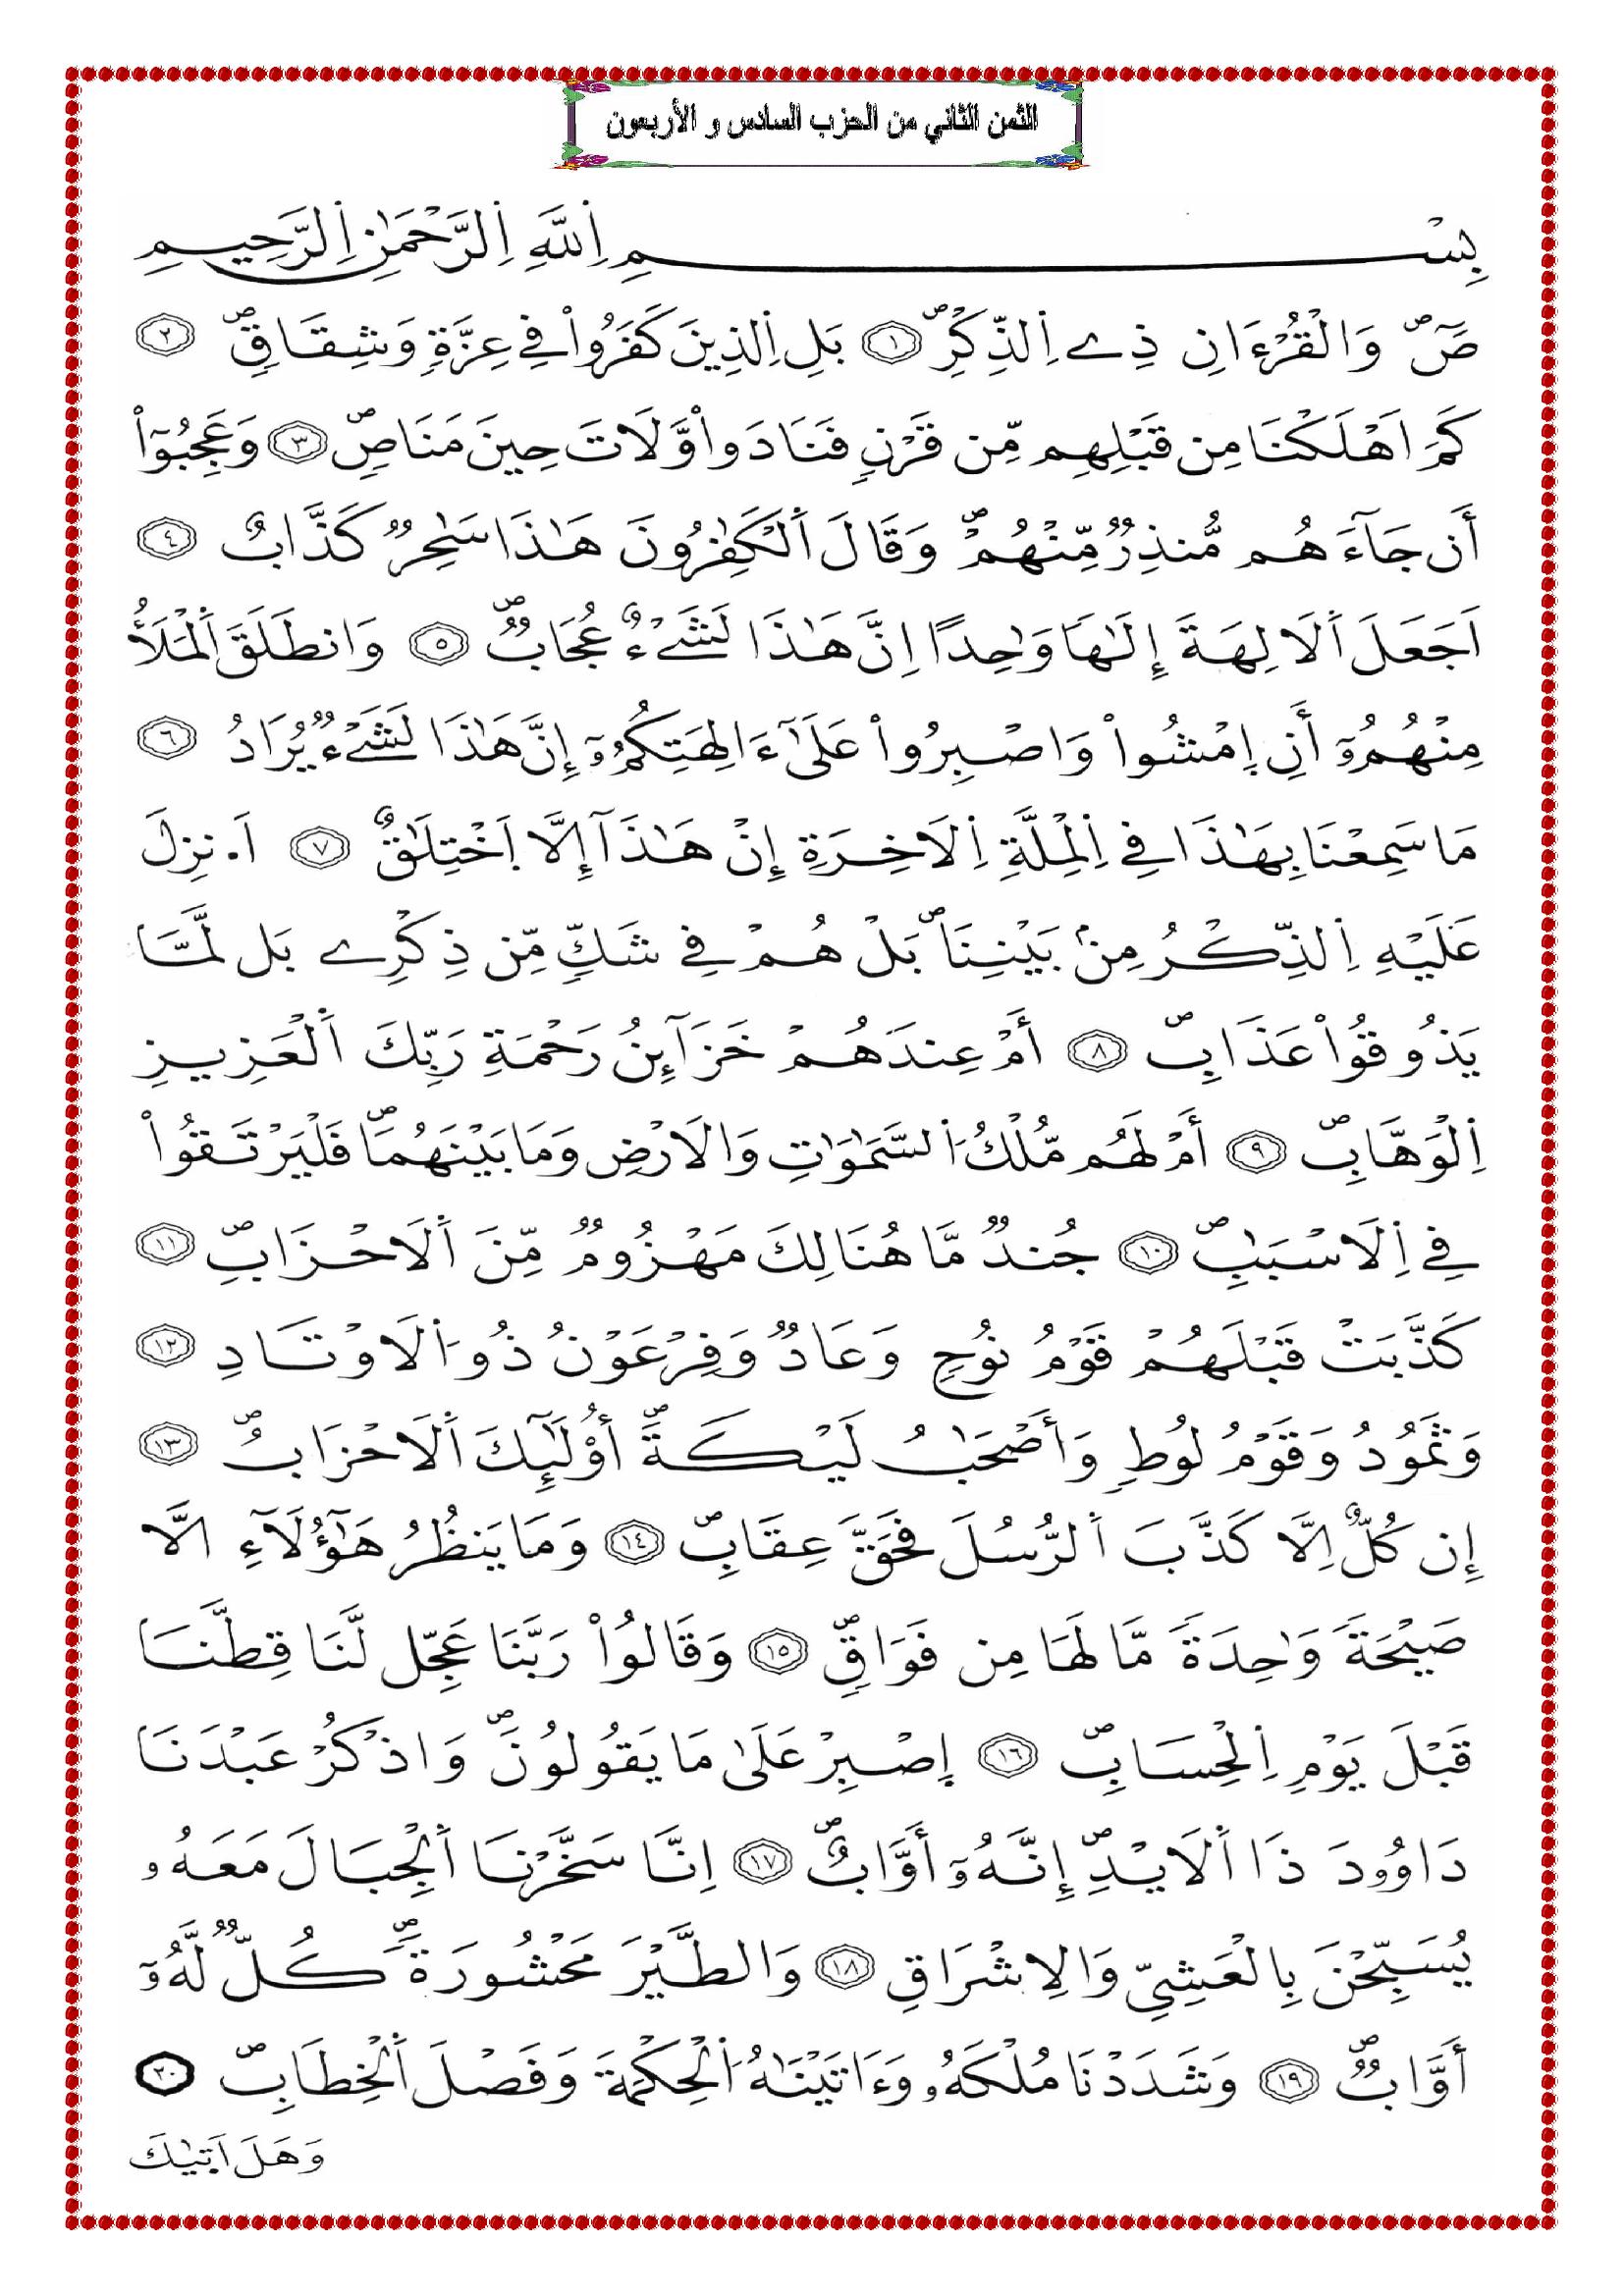 الثمن الثاني من الحزب السادس و الأربعون
بِسْمِ اِللَّهِ اِلرَّحْمَٰنِ اِلرَّحِيمِ
صَٓۖ وَالْقُرْءَانِ ذِے اِلذِّكْرِۖ ١ بَلِ اِلذِينَ كَفَرُواْ فِے عِزَّةٖ وَشِقَاقٖۖ ٢
كَمَ اَهْلَكْنَا مِن قَبْلِهِم مِّن قَرْنٖ فَنَادَواْ وَّلَاتَ حِينَ مَنَاصٖۖ ٣ وَعَجِبُوٓاْ
أَن جَآءَهُم مُّنذِرٞ مِّنْهُمْۖ وَقَالَ اَلْكَٰفِرُونَ هَٰذَا سَٰحِرٞ كَذَّابٌ ٤
اَجَعَلَ اَلَالِهَةَ إِلَٰهاٗ وَٰحِداً اِنَّ هَٰذَا لَشَےْءٌ عُجَابٞۖ ٥ وَانطَلَقَ اَلْمَلَأُ
مِنْهُمُۥٓ أَنِ اِمْشُواْ وَاصْبِرُواْ عَلَىٰٓ ءَالِهَتِكُمُۥٓ إِنَّ هَٰذَا لَشَےْءٞ يُرَادُ ٦
مَا سَمِعْنَا بِهَٰذَا فِے اِلْمِلَّةِ اِلَاخِرَةِ إِنْ هَٰذَآ إِلَّا اَخْتِلَٰقٌ ٧ اَ۟نزِلَ
عَلَيْهِ اِلذِّكْرُ مِنۢ بَيْنِنَاۖ بَلْ هُمْ فِے شَكّٖ مِّن ذِكْرِے بَل لَّمَّا
يَذُوقُواْ عَذَابِۖ ٨ أَمْ عِندَهُمْ خَزَآئِنُ رَحْمَةِ رَبِّكَ اَلْعَزِيزِ
اِلْوَهَّابِۖ ٩ أَمْ لَهُم مُّلْكُ اُلسَّمَٰوَٰتِ وَالَارْضِ وَمَا بَيْنَهُمَاۖ فَلْيَرْتَقُواْ
فِے اِلَاسْبَٰبِۖ ١٠ جُندٞ مَّا هُنَالِكَ مَهْزُومٞ مِّنَ اَلَاحْزَابِۖ ١١
كَذَّبَتْ قَبْلَهُمْ قَوْمُ نُوحٖ وَعَادٞ وَفِرْعَوْنُ ذُو اُلَاوْتَادِ ١٢
وَثَمُودُ وَقَوْمُ لُوطٖ وَأَصْحَٰبُ لَيْكَةَۖ أُوْلَٰٓئِكَ اَلَاحْزَابُۖ ١٣
إِن كُلٌّ اِلَّا كَذَّبَ اَلرُّسُلَ فَحَقَّ عِقَابِۖ ١٤ وَمَا يَنظُرُ هَٰٓؤُلَآءِ الَّا
صَيْحَةٗ وَٰحِدَةٗ مَّا لَهَا مِن فَوَاقٖۖ ١٥ وَقَالُواْ رَبَّنَا عَجِّل لَّنَا قِطَّنَا
قَبْلَ يَوْمِ اِلْحِسَابِۖ ١٦ اِصْبِرْ عَلَىٰ مَا يَقُولُونَۖ وَاذْكُرْ عَبْدَنَا
دَاوُۥدَ ذَا اَلَايْدِۖ إِنَّهُۥٓ أَوَّابٌۖ ١٧ اِنَّا سَخَّرْنَا اَلْجِبَالَ مَعَهُۥ
يُسَبِّحْنَ بِالْعَشِيِّ وَالِاشْرَاقِ ١٨ وَالطَّيْرَ مَحْشُورَةٗۖ كُلّٞ لَّهُۥٓ
أَوَّابٞۖ ١٩ وَشَدَدْنَا مُلْكَهُۥ وَءَاتَيْنَٰهُ اُلْحِكْمَةَ وَفَصْلَ اَلْخِطَابِۖ ٢٠
وَهَلَ اَتَيٰكَ